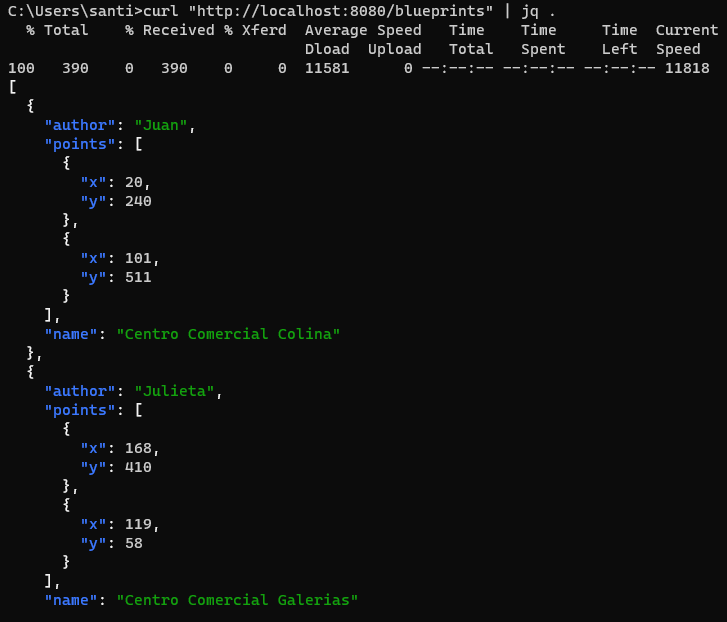 C:\Users\santi>curl "http://localhost:8080/blueprints" | jq .
  % Total    % Received % Xferd  Average Speed   Time    Time     Time  Current
                                 Dload  Upload   Total   Spent    Left  Speed
100   390    0   390    0     0  11581      0 --:--:-- --:--:-- --:--:-- 11818
[
  {
    "author": "Juan",
    "points": [
      {
        "x": 20,
        "y": 240
      },
      {
        "x": 101,
        "y": 511
      }
    ],
    "name": "Centro Comercial Colina"
  },
  {
    "author": "Julieta",
    "points": [
      {
        "x": 168,
        "y": 410
      },
      {
        "x": 119,
        "y": 58
      }
    ],
    "name": "Centro Comercial Galerias"